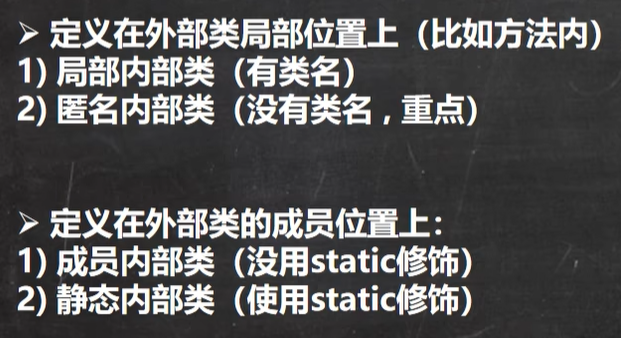 ➢ 定义在外部类局部位置上（比如方法内）
1) 局部内部类（有类名）
2) 匿名内部类（没有类名，重点）
➢ 定义在外部类的成员位置上：
1) 成员内部类（没用static修饰）
2) 静态内部类（使用static修饰）